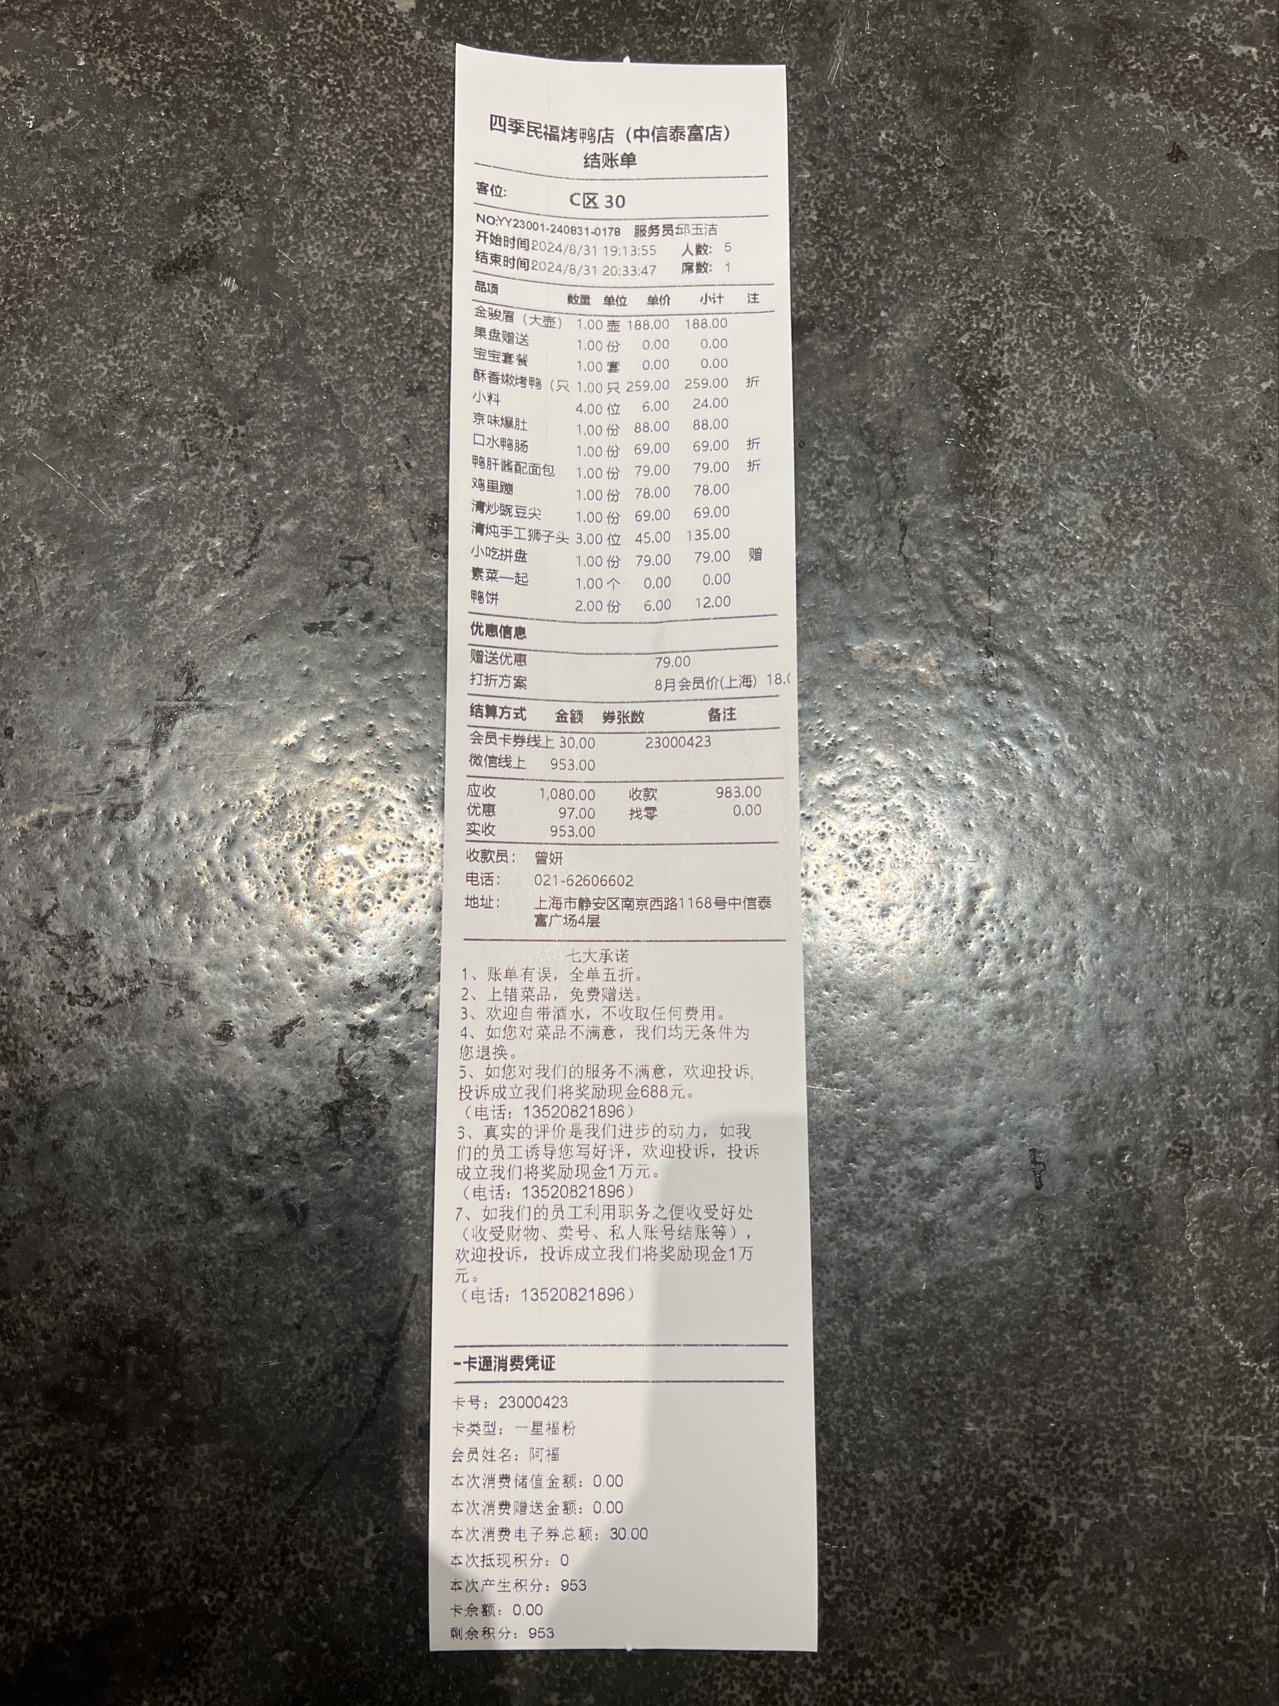 四季民福烤鸭店（中信泰富店）
结账单
客位: C区 30
NO:YY23001-240831-0178 服务员:邱玉洁
开始时间2024/8/31 19:13:55 人数: 5
结束时间2024/8/31 20:33:47 席数: 1
品项 数量 单位 单价 小计 注
金骏眉（大壶） 1.00 壶 188.00 188.00
果盘赠送 1.00 份 0.00 0.00
宝宝套餐 1.00 套 0.00 0.00
酥香嫩烤鸭（只 1.00 只 259.00 259.00 折
小料 4.00 位 6.00 24.00
京味爆肚 1.00 份 88.00 88.00
口水鸭肠 1.00 份 69.00 69.00 折
鸭肝酱配面包 1.00 份 79.00 79.00 折
鸡里蹦 1.00 份 78.00 78.00
清炒豌豆尖 1.00 份 69.00 69.00
清炖手工狮子头 3.00 位 45.00 135.00
小吃拼盘 1.00 份 79.00 79.00 赠
素菜一起 1.00 个 0.00 0.00
鸭饼 2.00 份 6.00 12.00
优惠信息
赠送优惠 79.00
打折方案 8月会员价(上海) 18.0
结算方式 金额 券张数 备注
会员卡券线上 30.00 23000423
微信线上 953.00
应收 1,080.00 收款 983.00
优惠 97.00 找零 0.00
实收 953.00
收款员： 曾妍
电话： 021-62606602
地址： 上海市静安区南京西路1168号中信泰
富广场4层
七大承诺
1、账单有误，全单五折。
2、上错菜品，免费赠送。
3、欢迎自带酒水，不收取任何费用。
4、如您对菜品不满意，我们均无条件为
您退换。
5、如您对我们的服务不满意，欢迎投诉，
投诉成立我们将奖励现金688元。
（电话：13520821896）
6、真实的评价是我们进步的动力，如我
们的员工诱导您写好评，欢迎投诉，投诉
成立我们将奖励现金1万元。
（电话：13520821896）
7、如我们的员工利用职务之便收受好处
（收受财物、卖号、私人账号结账等），
欢迎投诉，投诉成立我们将奖励现金1万
元。
（电话：13520821896）
一卡通消费凭证
卡号：23000423
卡类型：一星福粉
会员姓名：阿福
本次消费储值金额：0.00
本次消费赠送金额：0.00
本次消费电子券总额：30.00
本次抵现积分：0
本次产生积分：953
卡余额：0.00
剩余积分：953